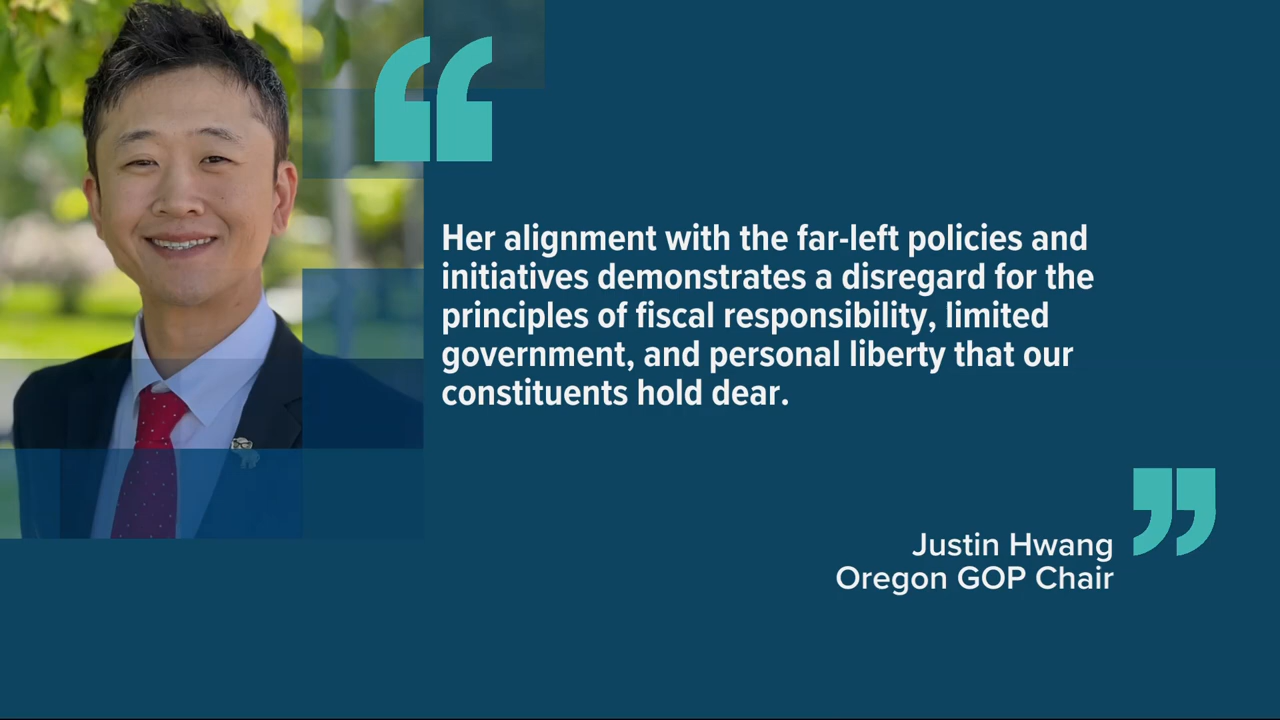 Her alignment with the far-left policies and
initiatives demonstrates a disregard for the
principles of fiscal responsibility, limited
government, and personal liberty that our
constituents hold dear.
Justin Hwang
Oregon GOP Chair